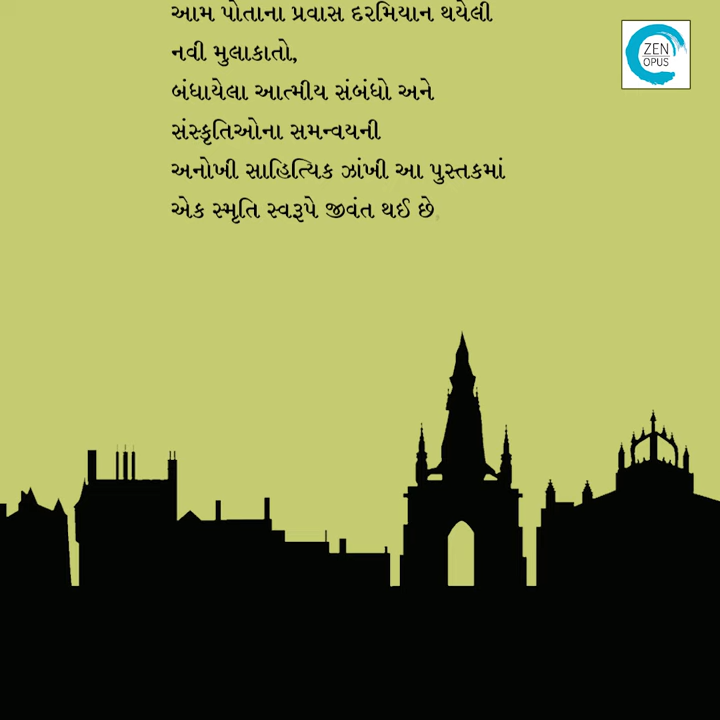 આમ પોતાના પ્રવાસ દરમિયાન થયેલી
નવી મુલાકાતો,
બંધાયેલા આત્મીય સંબંધો અને
સંસ્કૃતિઓના સમન્વયની
અનોખી સાહિત્યિક ઝાંખી આ પુસ્તકમાં
એક સ્મૃતિ સ્વરૂપે જીવંત થઈ છે.
ZEN
OPUS